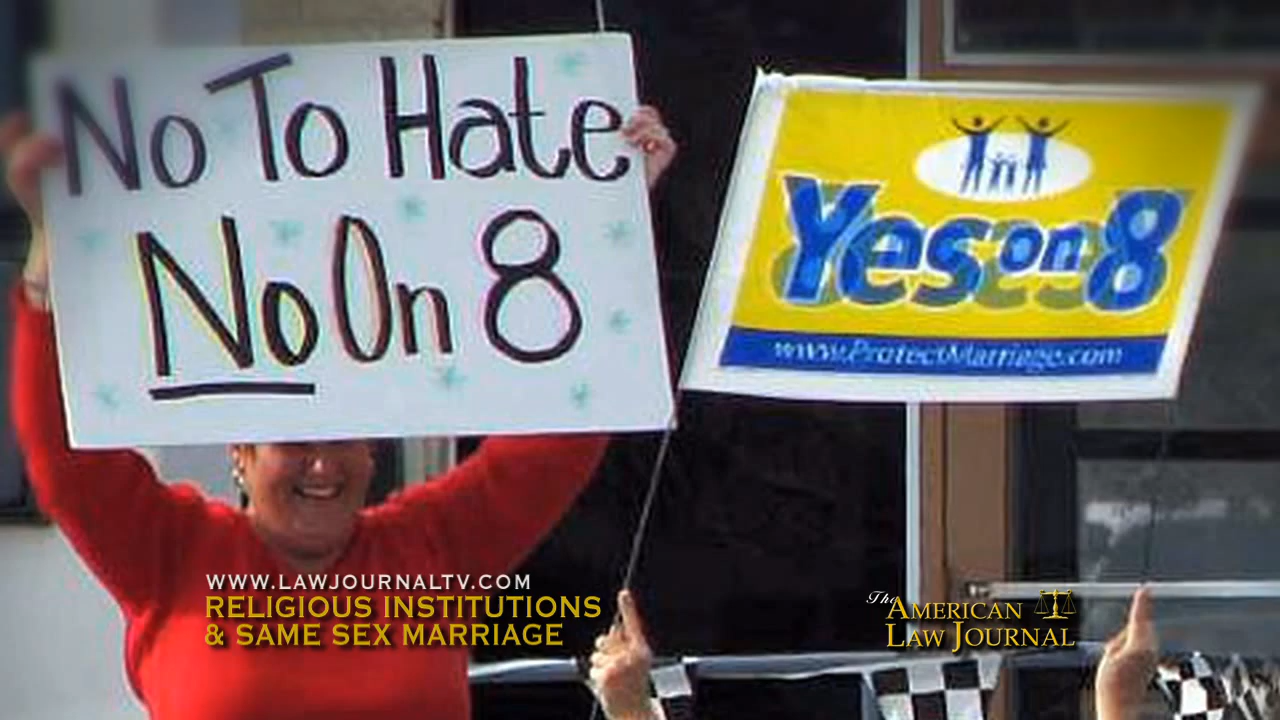 No To Hate
No On 8
Yes on 8
www.ProtectMarriage.com
WWW.LAWJOURNALTV.COM
RELIGIOUS INSTITUTIONS
& SAME SEX MARRIAGE
The AMERICAN
LAW JOURNAL